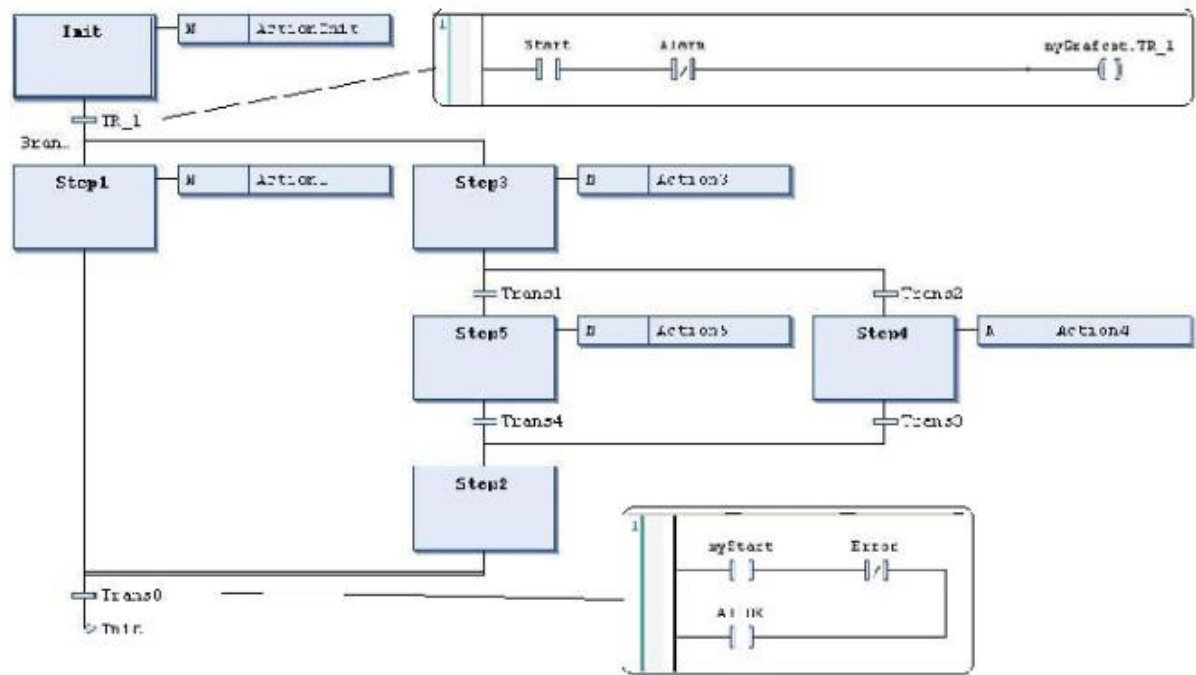 Init N ActionInit
1
Start Alarm myGrafcet.TR_1
TR_1
Bran..
Step1 N
Step3 Action3
Trans1 Trans2
Step5 Action5
Step4 Action4
Trans4 Trans3
Step2
1
myStart Error
Trans0
Init